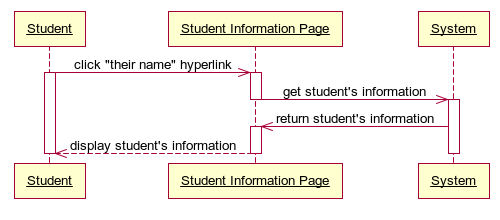 Student
Student Information Page
System
click "their name" hyperlink
get student's information
return student's information
display student's information
Student
Student Information Page
System